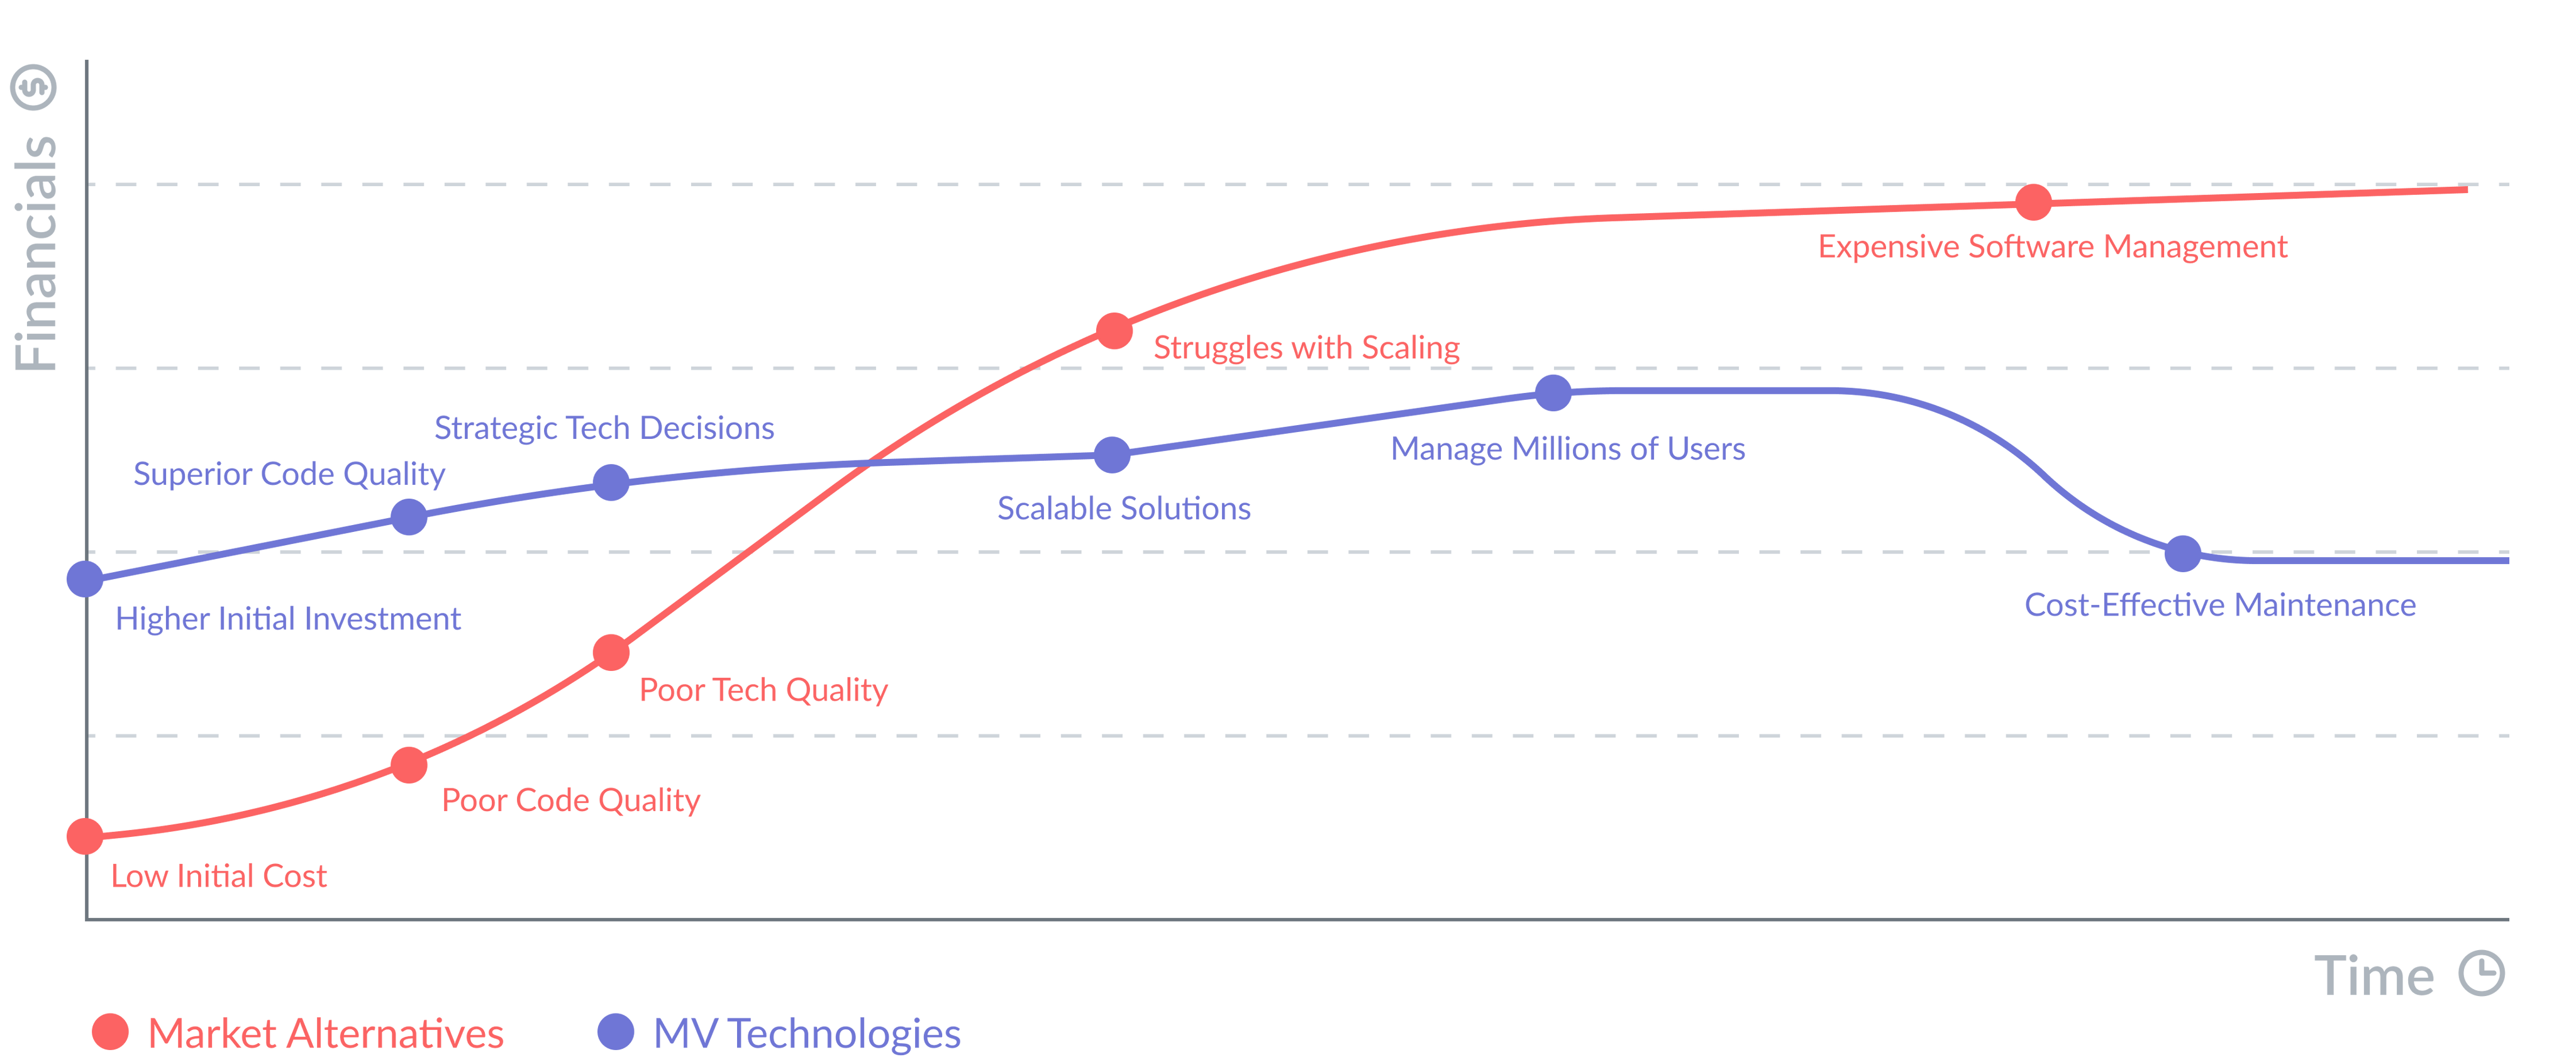 Financials
Expensive Software Management
Struggles with Scaling
Strategic Tech Decisions
Manage Millions of Users
Superior Code Quality
Scalable Solutions
Higher Initial Investment
Cost-Effective Maintenance
Poor Tech Quality
Poor Code Quality
Low Initial Cost
Time
Market Alternatives
MV Technologies